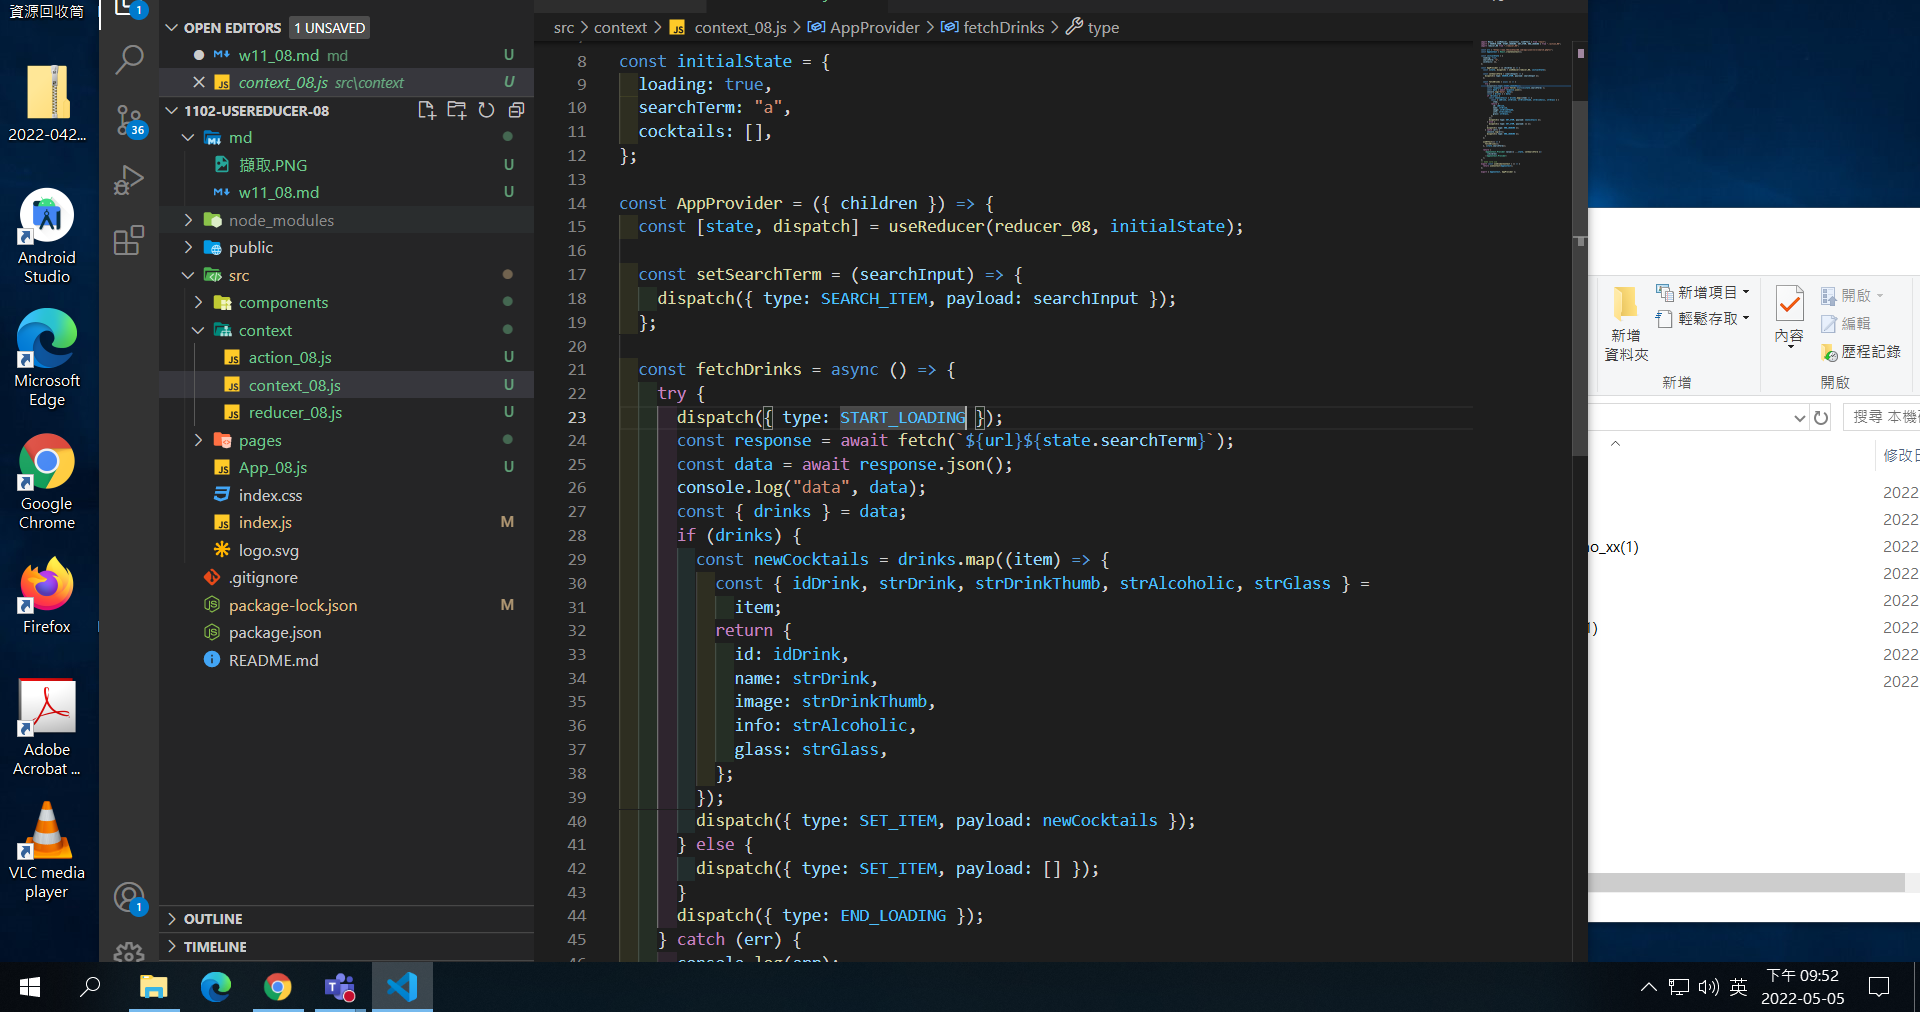 資源回收筒
2022-042...
Android
Studio
Microsoft
Edge
Google
Chrome
Firefox
Adobe
Acrobat ...
VLC media
player
1
36
1
OPEN EDITORS 1 UNSAVED
w11_08.md md U
context_08.js src\context U
1102-USEREDUCER-08
md
擷取.PNG U
w11_08.md U
node_modules
public
src
components
context
action_08.js U
context_08.js U
reducer_08.js U
pages
App_08.js U
index.css
index.js M
logo.svg
.gitignore
package-lock.json M
package.json
README.md
OUTLINE
TIMELINE
src > context > JS context_08.js > AppProvider > fetchDrinks > type
8 const initialState = {
9 loading: true,
10 searchTerm: "a",
11 cocktails: [],
12 };
13
14 const AppProvider = ({ children }) => {
15 const [state, dispatch] = useReducer(reducer_08, initialState);
16
17 const setSearchTerm = (searchInput) => {
18 dispatch({ type: SEARCH_ITEM, payload: searchInput });
19 };
20
21 const fetchDrinks = async () => {
22 try {
23 dispatch({ type: START_LOADING });
24 const response = await fetch(`${url}${state.searchTerm}`);
25 const data = await response.json();
26 console.log("data", data);
27 const { drinks } = data;
28 if (drinks) {
29 const newCocktails = drinks.map((item) => {
30 const { idDrink, strDrink, strDrinkThumb, strAlcoholic, strGlass } =
31 item;
32 return {
33 id: idDrink,
34 name: strDrink,
35 image: strDrinkThumb,
36 info: strAlcoholic,
37 glass: strGlass,
38 };
39 });
40 dispatch({ type: SET_ITEM, payload: newCocktails });
41 } else {
42 dispatch({ type: SET_ITEM, payload: [] });
43 }
44 dispatch({ type: END_LOADING });
45 } catch (err) {
46 console.log(err);
新增
資料夾
新增項目
輕鬆存取
新增
內容
開啟
編輯
歷程記錄
開啟
搜尋 本機
修改日
2022
2022
o_xx(1) 2022
2022
2022
1) 2022
2022
2022
英
下午 09:52
2022-05-05